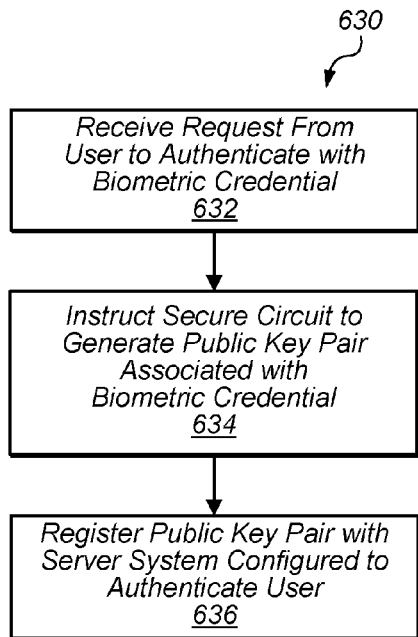 630
Receive Request From
User to Authenticate with
Biometric Credential
632
Instruct Secure Circuit to
Generate Public Key Pair
Associated with
Biometric Credential
634
Register Public Key Pair with
Server System Configured to
Authenticate User
636